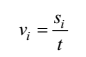 v_i = s_i / t